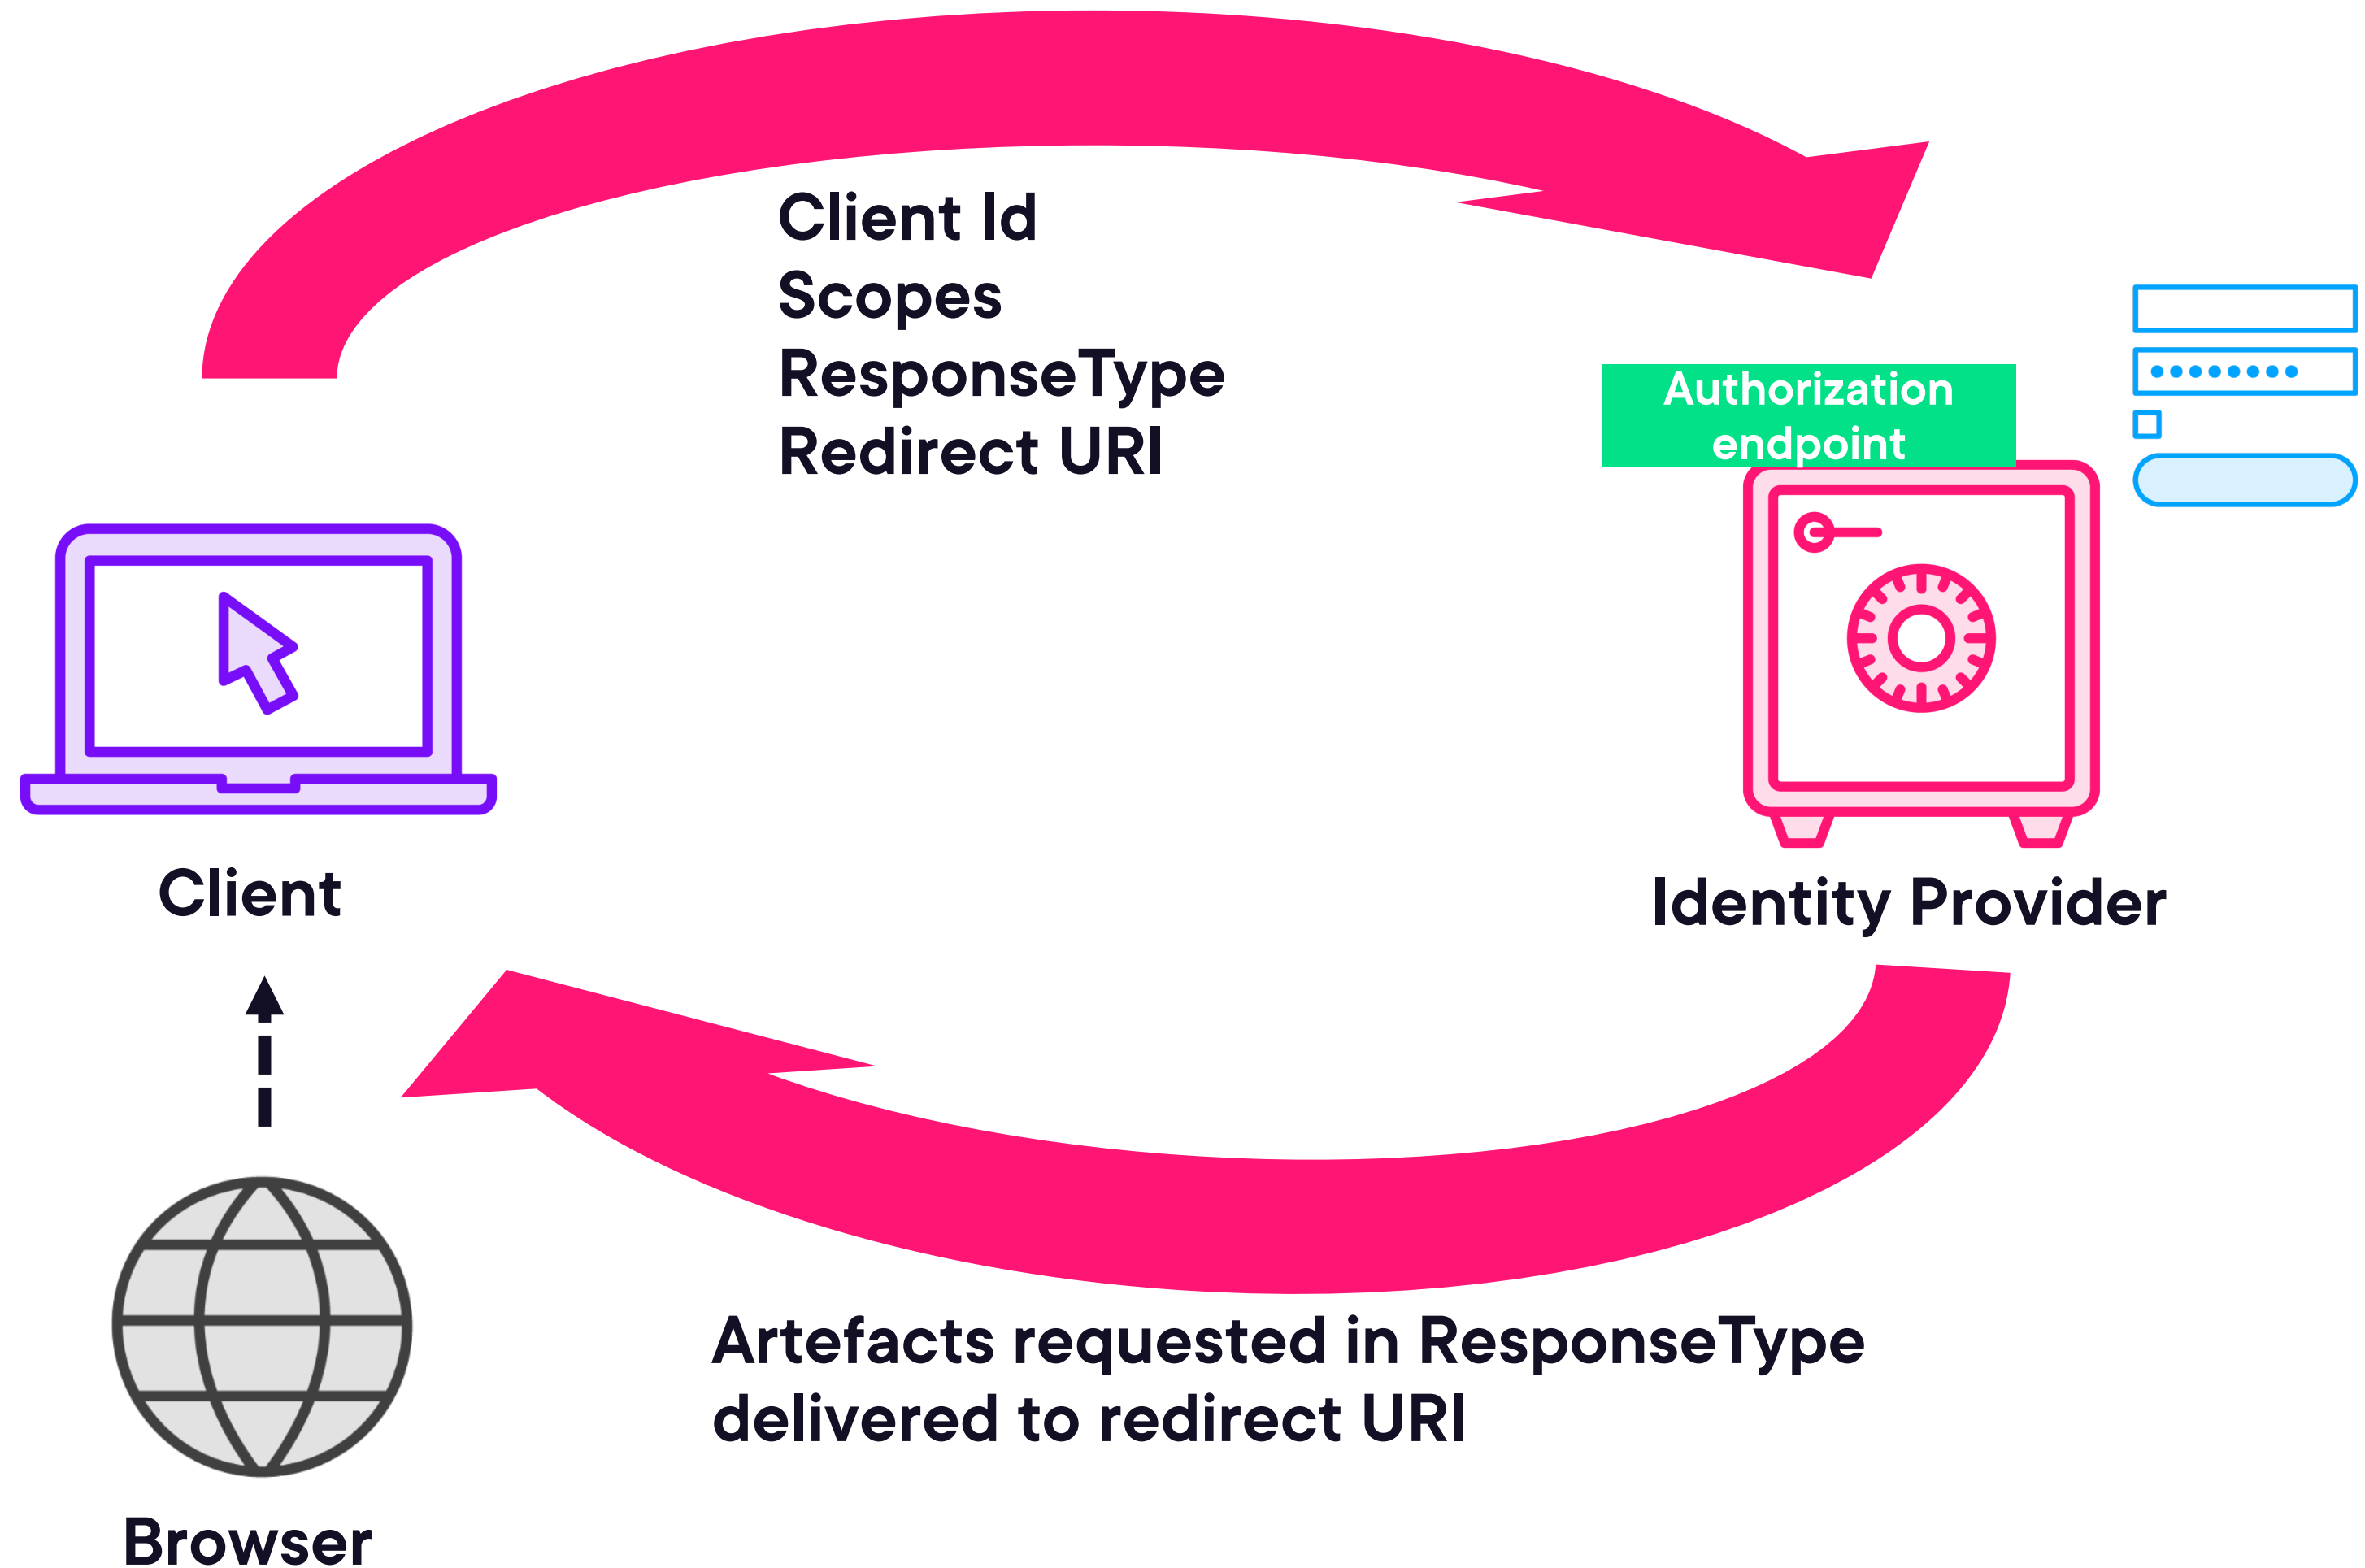 Client Id
Scopes
ResponseType
Redirect URI
Authorization
endpoint
Client
Identity Provider
Artefacts requested in ResponseType
delivered to redirect URI
Browser